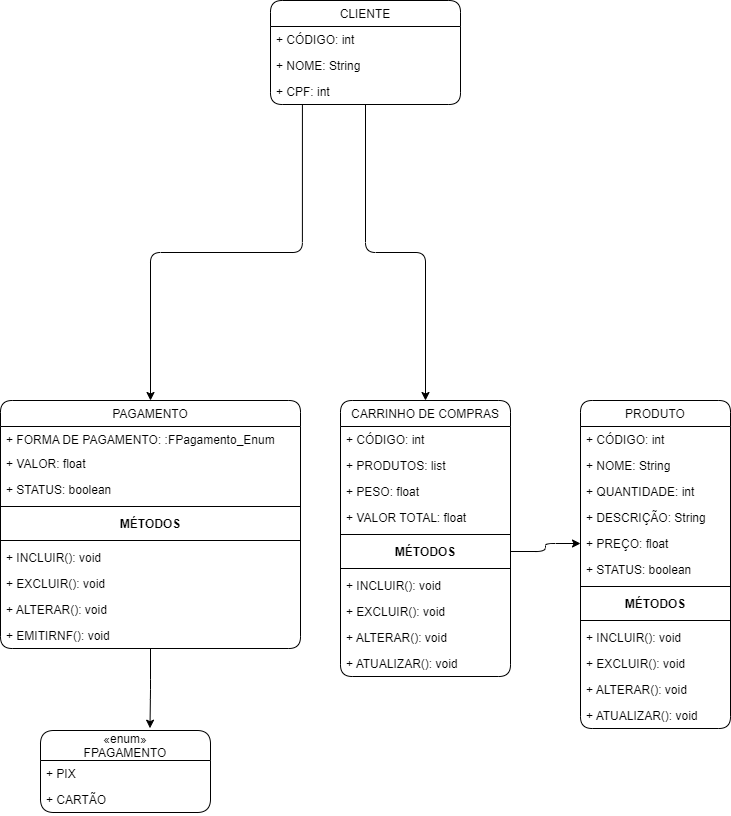 CLIENTE
+ CÓDIGO: int
+ NOME: String
+ CPF: int
PAGAMENTO
+ FORMA DE PAGAMENTO: :FPagamento_Enum
+ VALOR: float
+ STATUS: boolean
MÉTODOS
+ INCLUIR(): void
+ EXCLUIR(): void
+ ALTERAR(): void
+ EMITIRNF(): void
CARRINHO DE COMPRAS
+ CÓDIGO: int
+ PRODUTOS: list
+ PESO: float
+ VALOR TOTAL: float
MÉTODOS
+ INCLUIR(): void
+ EXCLUIR(): void
+ ALTERAR(): void
+ ATUALIZAR(): void
PRODUTO
+ CÓDIGO: int
+ NOME: String
+ QUANTIDADE: int
+ DESCRIÇÃO: String
+ PREÇO: float
+ STATUS: boolean
MÉTODOS
+ INCLUIR(): void
+ EXCLUIR(): void
+ ALTERAR(): void
+ ATUALIZAR(): void
«enum»
FPAGAMENTO
+ PIX
+ CARTÃO